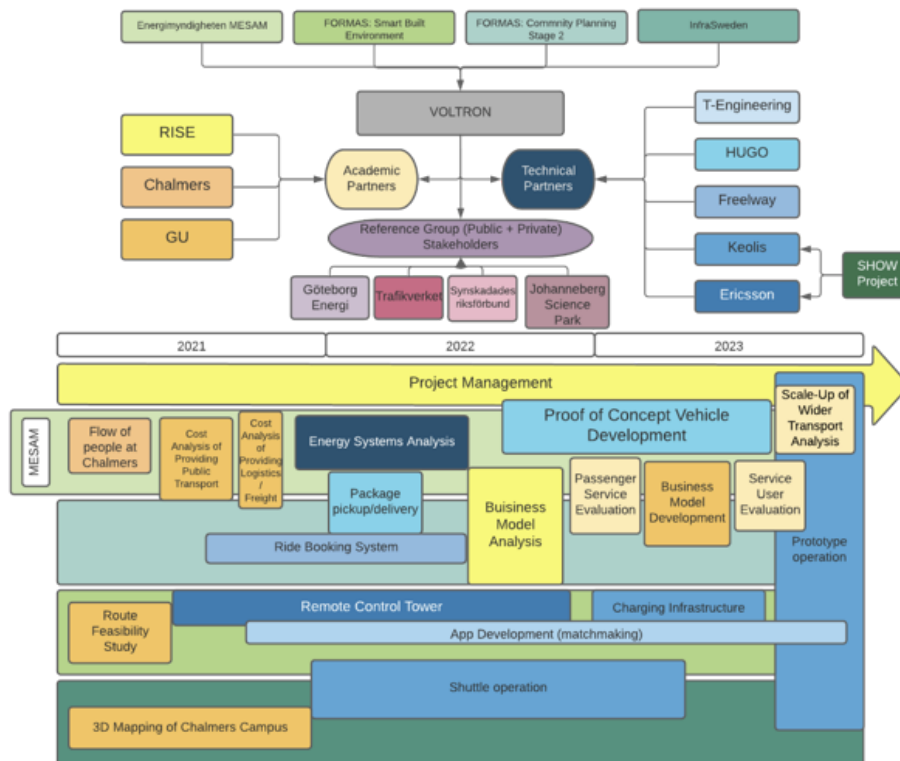 Energimyndigheten MESAM
FORMAS: Smart Built
Environment
FORMAS: Commnity Planning
Stage 2
InfraSweden
VOLTRON
RISE
Chalmers
GU
Academic
Partners
Technical
Partners
T-Engineering
HUGO
Freelway
Keolis
Ericsson
SHOW
Project
Reference Group (Public + Private)
Stakeholders
Göteborg
Energi
Trafikverket
Synskadades
riksförbund
Johanneberg
Science
Park
2021
2022
2023
Project Management
MESAM
Flow of
people at
Chalmers
Cost
Analysis of
Providing
Public
Transport
Cost
Analysis
of
Providing
Logistics
/
Freight
Energy Systems Analysis
Proof of Concept Vehicle
Development
Scale-Up of
Wider
Transport
Analysis
Package
pickup/delivery
Buisiness
Model
Analysis
Passenger
Service
Evaluation
Business
Model
Development
Service
User
Evaluation
Ride Booking System
Prototype
operation
Route
Feasibility
Study
Remote Control Tower
Charging Infrastructure
App Development (matchmaking)
Shuttle operation
3D Mapping of Chalmers Campus